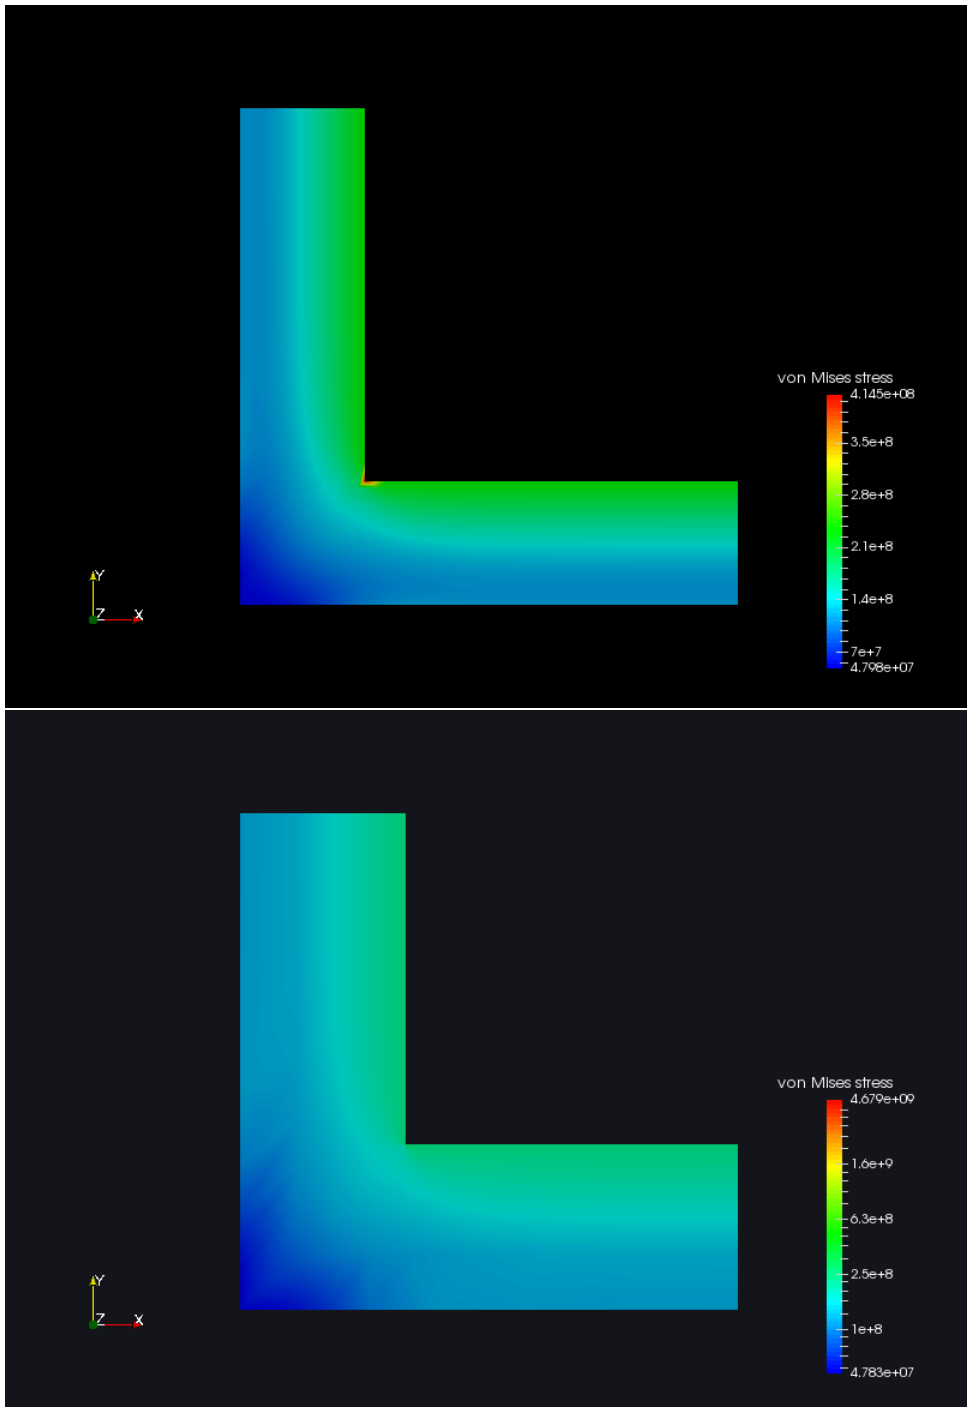 von Mises stress
4.145e+08
3.5e+8
2.8e+8
2.1e+8
1.4e+8
7e+7
4.798e+07
Y
Z X
von Mises stress
4.679e+09
1.6e+9
6.3e+8
2.5e+8
1e+8
4.783e+07
Y
Z X